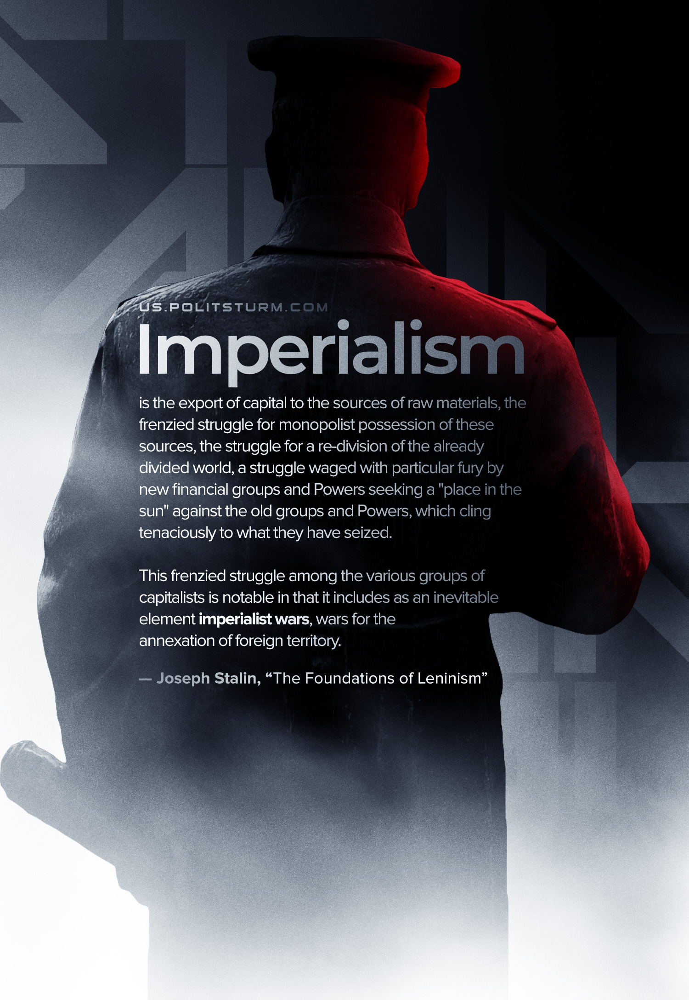 US.POLITSTURM.COM
Imperialism
is the export of capital to the sources of raw materials, the
frenzied struggle for monopolist possession of these
sources, the struggle for a re-division of the already
divided world, a struggle waged with particular fury by
new financial groups and Powers seeking a "place in the
sun" against the old groups and Powers, which cling
tenaciously to what they have seized.
This frenzied struggle among the various groups of
capitalists is notable in that it includes as an inevitable
element imperialist wars, wars for the
annexation of foreign territory.
— Joseph Stalin, “The Foundations of Leninism”